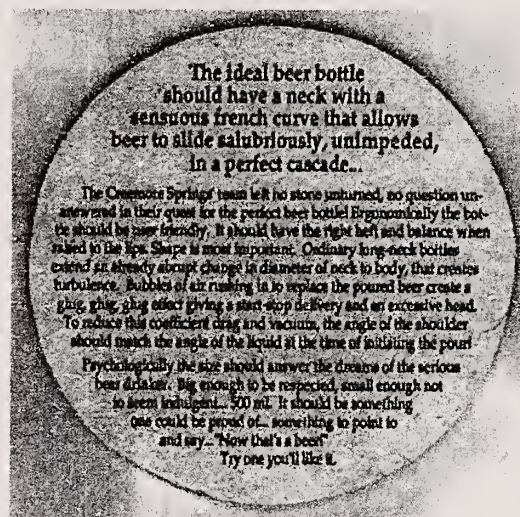 The ideal beer bottle
should have a neck with a
sensuous french curve that allows
beer to slide salubriously, unimpeded,
in a perfect cascade...
The Creemore Springs' team left no stone unturned, no question un-
answered in their quest for the perfect beer bottle! Ergonomically the bot-
tle should be user friendly. It should have the right heft and balance when
raised to the lips. Shape is most important. Ordinary long-neck bottles
extend an already abrupt change in diameter of neck to body, that creates
turbulence. Bubbles of air rushing in to replace the poured beer create a
glug, glug, glug effect giving a start-stop delivery and an excessive head.
To reduce this coefficient drag and vacuum, the angle of the shoulder
should match the angle of the liquid at the time of initiating the pour!
Psychologically the size should answer the dreams of the serious
beer drinker. Big enough to be respected, small enough not
to seem indulgent... 500 mL. It should be something
one could be proud of... something to point to
and say... "Now that's a beer!"
Try one you'll like it.